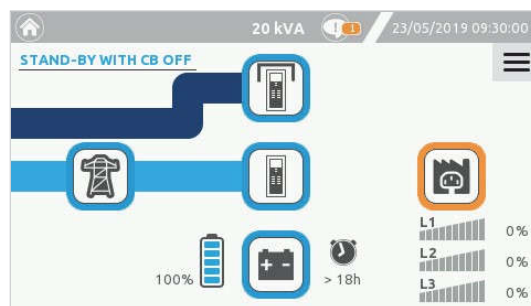 20 kVA 1 23/05/2019 09:30:00
STAND-BY WITH CB OFF
L1 0%
L2 0%
100% > 18h
L3 0%